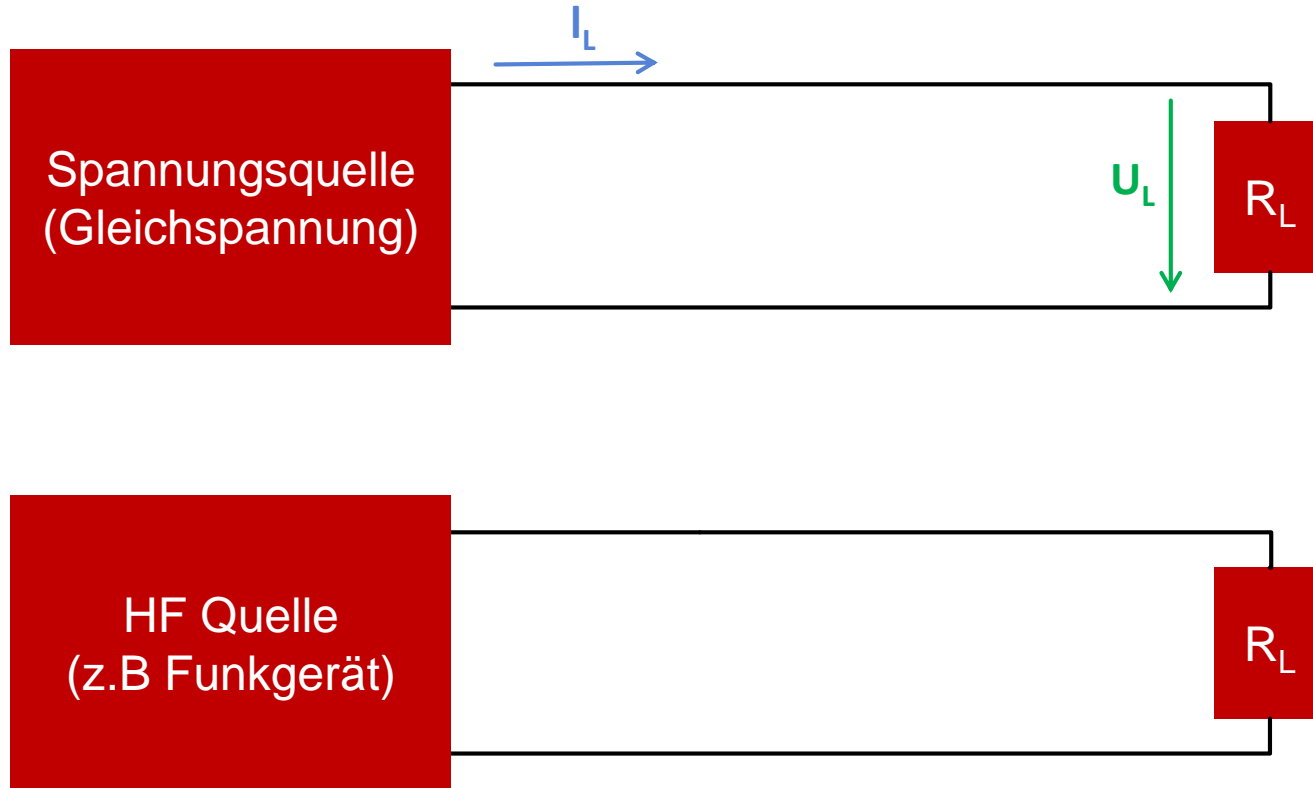 I_L
Spannungsquelle
(Gleichspannung)
U_L
R_L
HF Quelle
(z.B Funkgerät)
R_L